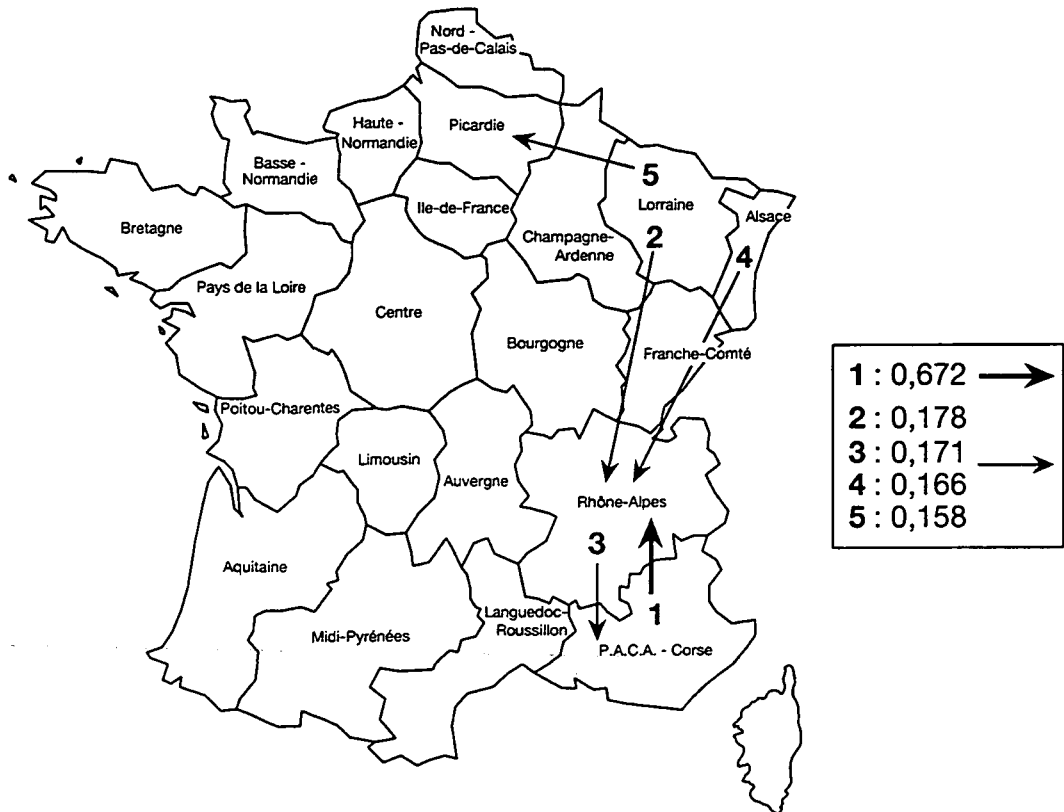 Nord -
Pas-de-Calais
Haute -
Normandie
Picardie
Basse -
Normandie
5
Lorraine
Ile-de-France
Alsace
Bretagne
2
Champagne-
Ardenne
4
Pays de la Loire
Centre
Bourgogne
Franche-Comté
Poitou-Charentes
Limousin
Auvergne
Rhône-Alpes
3
Aquitaine
1
Languedoc-
Roussillon
Midi-Pyrénées
P.A.C.A. - Corse
1 : 0,672
2 : 0,178
3 : 0,171
4 : 0,166
5 : 0,158